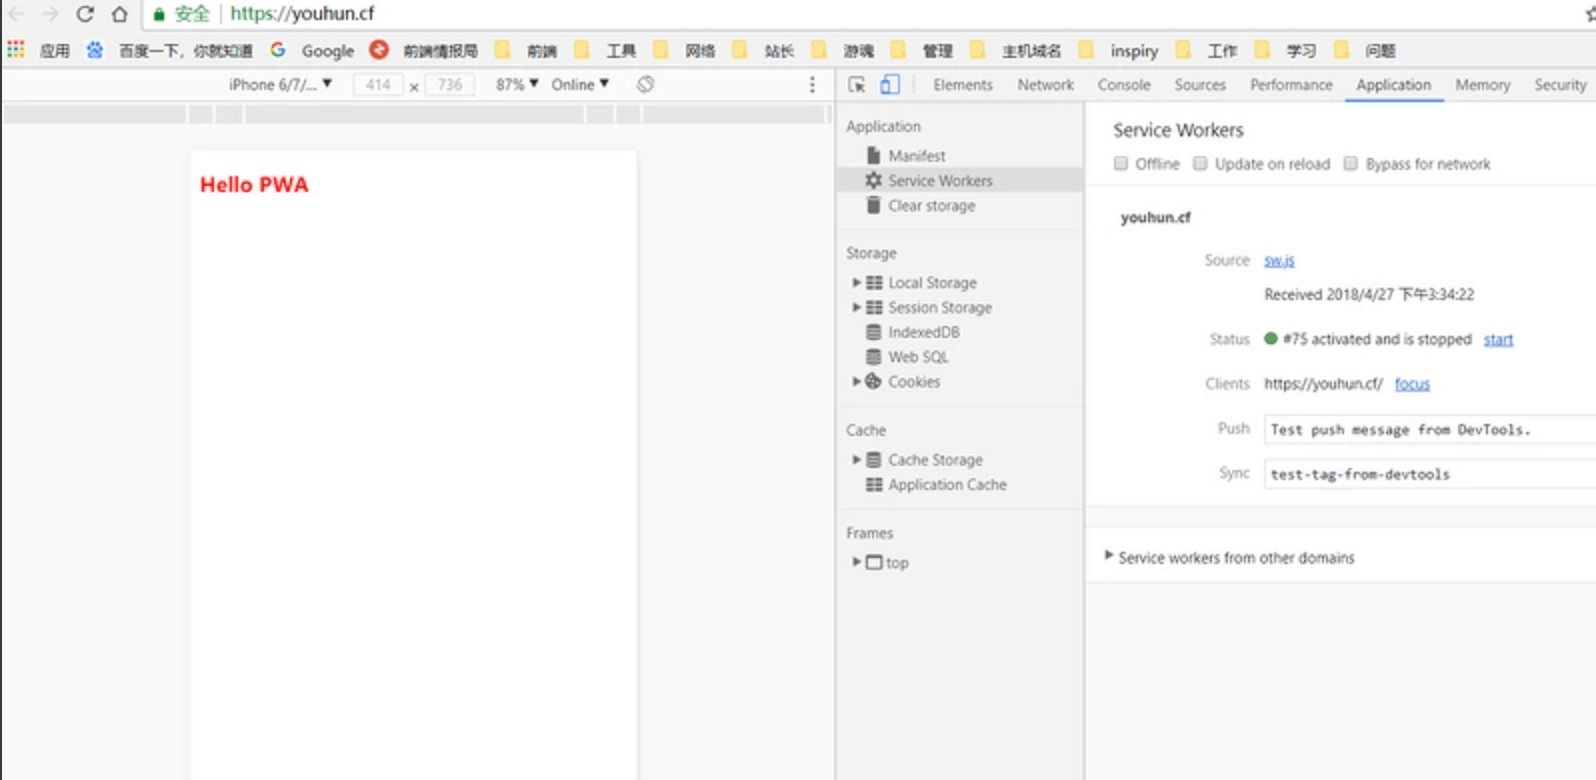 安全 https://youhun.cf
应用 百度一下，你就知道 Google 前端情报局 前端 工具 网络 站长 游魂 管理 主机域名 inspiry 工作 学习 问题
iPhone 6/7/... ▼ 414 × 736 87% ▼ Online ▼
Elements Network Console Sources Performance Application Memory Security
Hello PWA
Application
Manifest
Service Workers
Clear storage
Storage
Local Storage
Session Storage
IndexedDB
Web SQL
Cookies
Cache
Cache Storage
Application Cache
Frames
top
Service Workers
Offline Update on reload Bypass for network
youhun.cf
Source sw.js
Received 2018/4/27 下午3:34:22
Status #75 activated and is stopped start
Clients https://youhun.cf/ focus
Push Test push message from DevTools.
Sync test-tag-from-devtools
Service workers from other domains